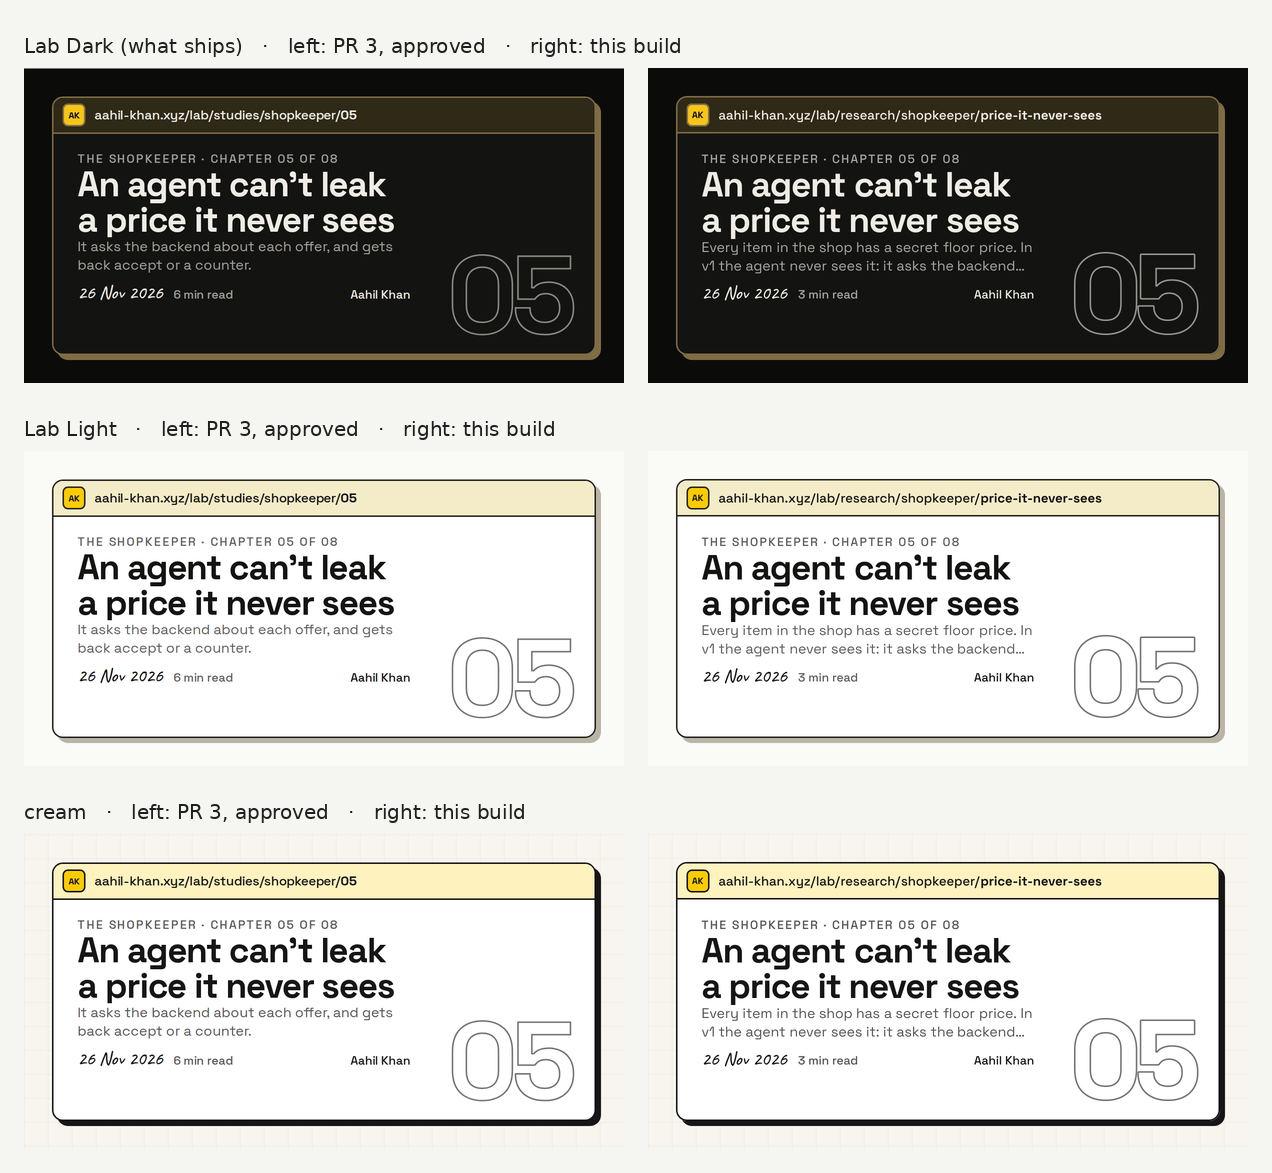 Lab Dark (what ships) · left: PR 3, approved · right: this build
AK aahil-khan.xyz/lab/studies/shopkeeper/05
THE SHOPKEEPER · CHAPTER 05 OF 08
An agent can’t leak
a price it never sees
It asks the backend about each offer, and gets
back accept or a counter.
26 Nov 2026 6 min read Aahil Khan
05
AK aahil-khan.xyz/lab/research/shopkeeper/price-it-never-sees
THE SHOPKEEPER · CHAPTER 05 OF 08
An agent can’t leak
a price it never sees
Every item in the shop has a secret floor price. In
v1 the agent never sees it: it asks the backend…
26 Nov 2026 3 min read Aahil Khan
05
Lab Light · left: PR 3, approved · right: this build
AK aahil-khan.xyz/lab/studies/shopkeeper/05
THE SHOPKEEPER · CHAPTER 05 OF 08
An agent can’t leak
a price it never sees
It asks the backend about each offer, and gets
back accept or a counter.
26 Nov 2026 6 min read Aahil Khan
05
AK aahil-khan.xyz/lab/research/shopkeeper/price-it-never-sees
THE SHOPKEEPER · CHAPTER 05 OF 08
An agent can’t leak
a price it never sees
Every item in the shop has a secret floor price. In
v1 the agent never sees it: it asks the backend…
26 Nov 2026 3 min read Aahil Khan
05
cream · left: PR 3, approved · right: this build
AK aahil-khan.xyz/lab/studies/shopkeeper/05
THE SHOPKEEPER · CHAPTER 05 OF 08
An agent can’t leak
a price it never sees
It asks the backend about each offer, and gets
back accept or a counter.
26 Nov 2026 6 min read Aahil Khan
05
AK aahil-khan.xyz/lab/research/shopkeeper/price-it-never-sees
THE SHOPKEEPER · CHAPTER 05 OF 08
An agent can’t leak
a price it never sees
Every item in the shop has a secret floor price. In
v1 the agent never sees it: it asks the backend…
26 Nov 2026 3 min read Aahil Khan
05